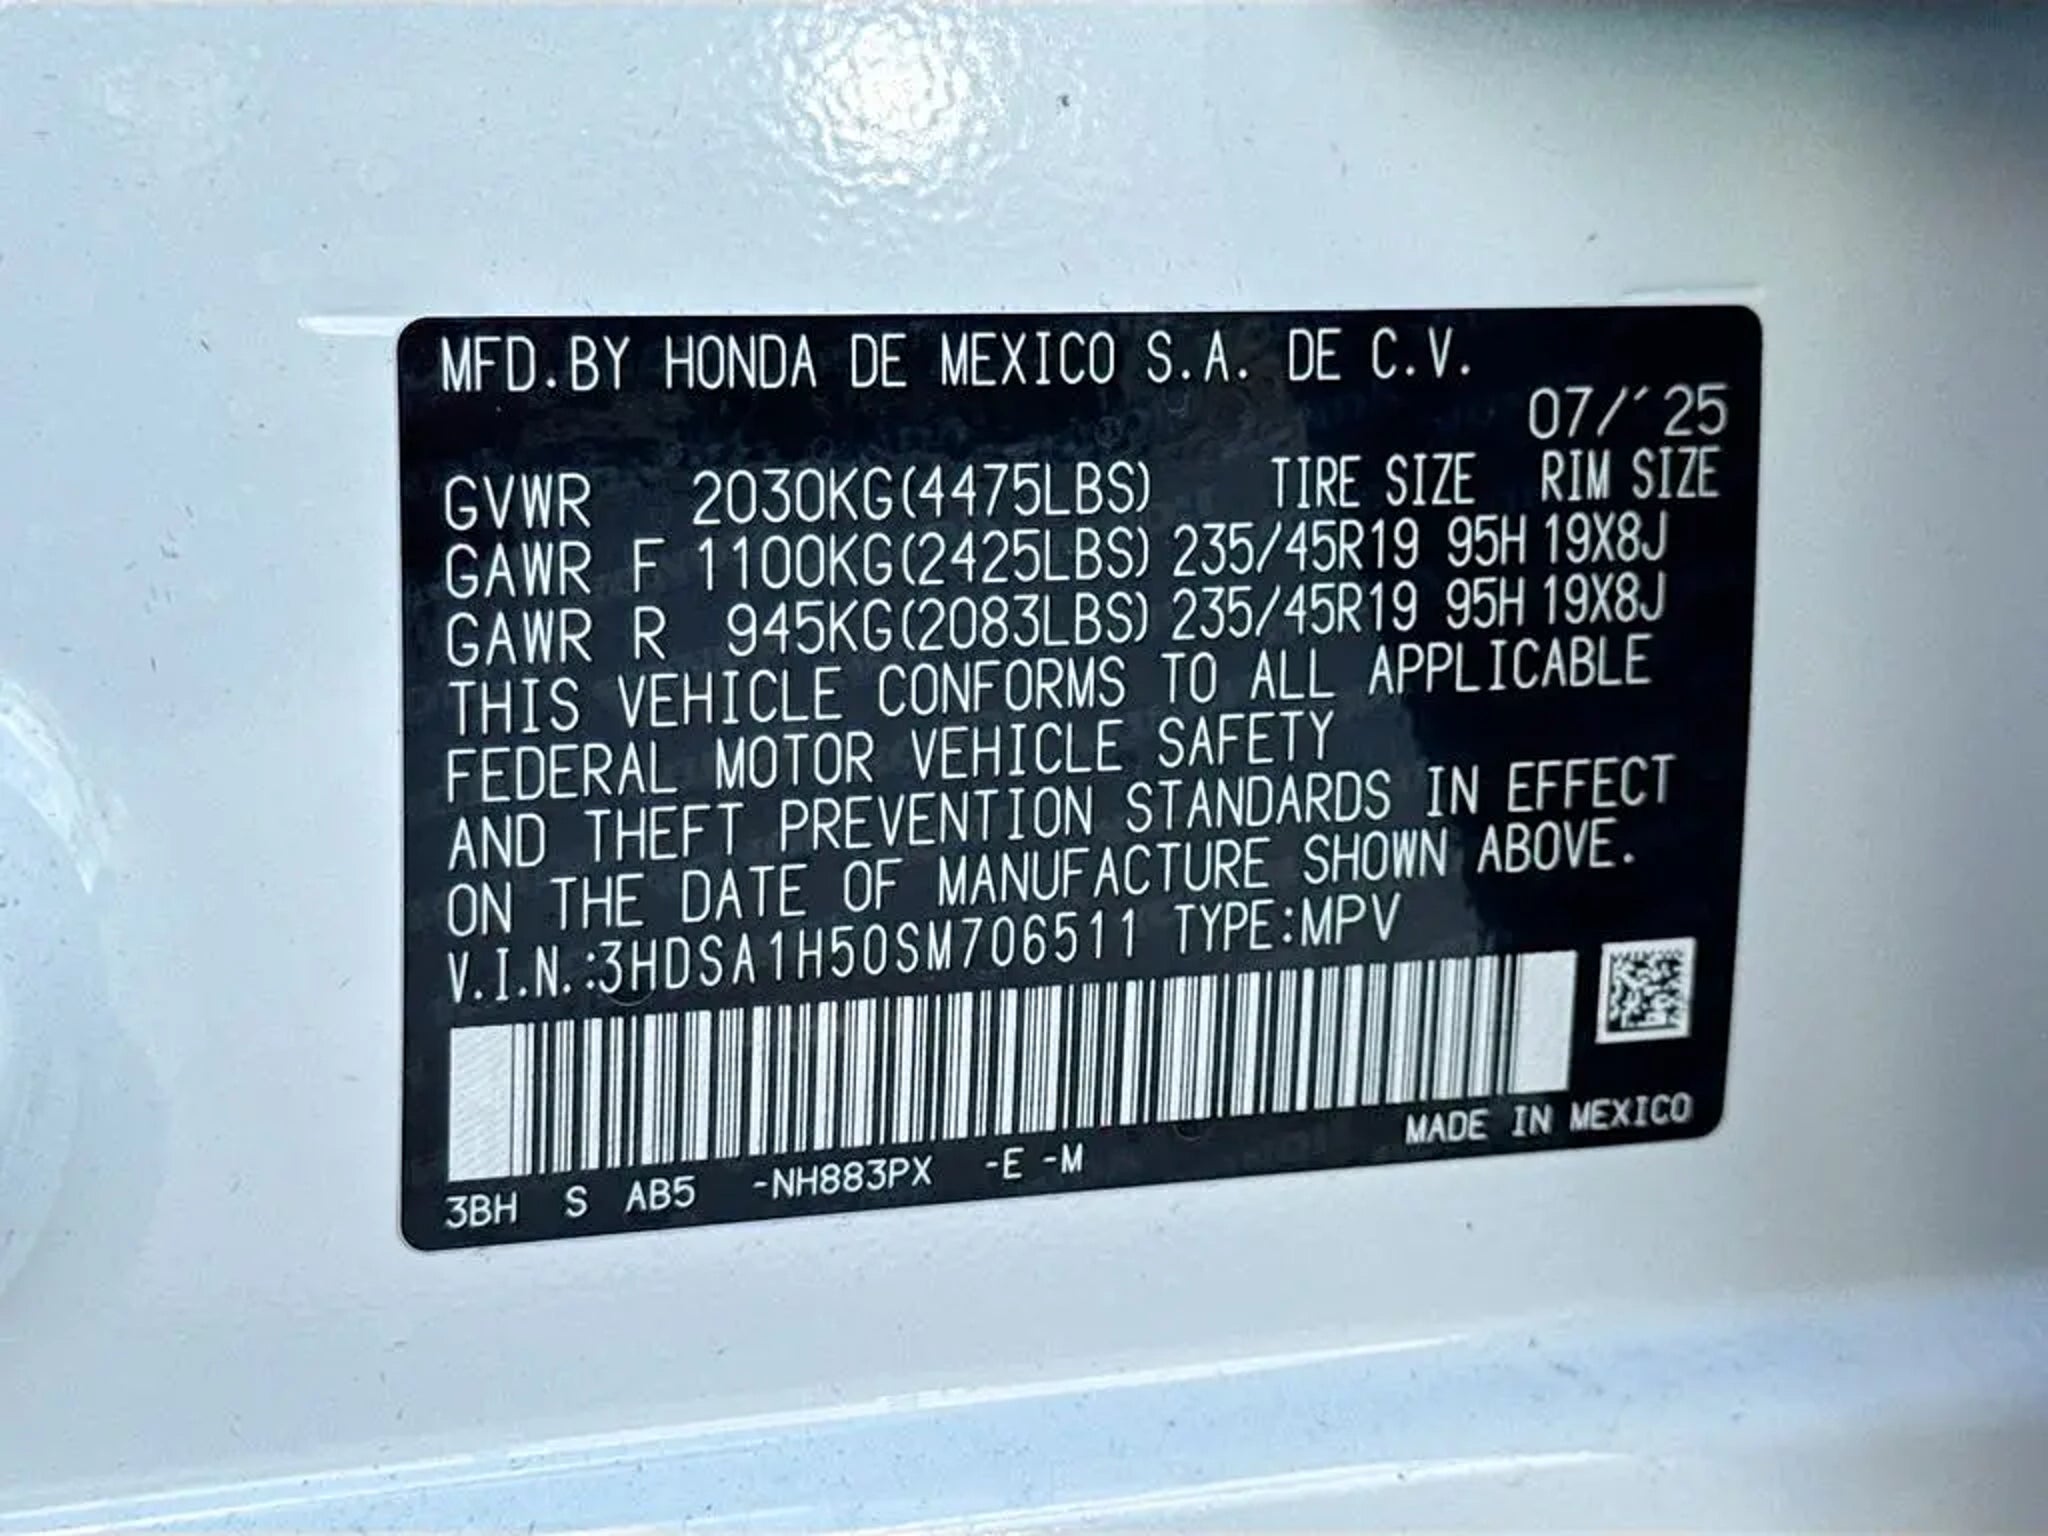 MFD.BY HONDA DE MEXICO S.A. DE C.V.
07/´25
GVWR 2030KG(4475LBS) TIRE SIZE RIM SIZE
GAWR F 1100KG(2425LBS) 235/45R19 95H 19X8J
GAWR R 945KG(2083LBS) 235/45R19 95H 19X8J
THIS VEHICLE CONFORMS TO ALL APPLICABLE
FEDERAL MOTOR VEHICLE SAFETY
AND THEFT PREVENTION STANDARDS IN EFFECT
ON THE DATE OF MANUFACTURE SHOWN ABOVE.
V.I.N.:3HDSA1H50SM706511 TYPE:MPV
MADE IN MEXICO
3BH S AB5 -NH883PX -E -M